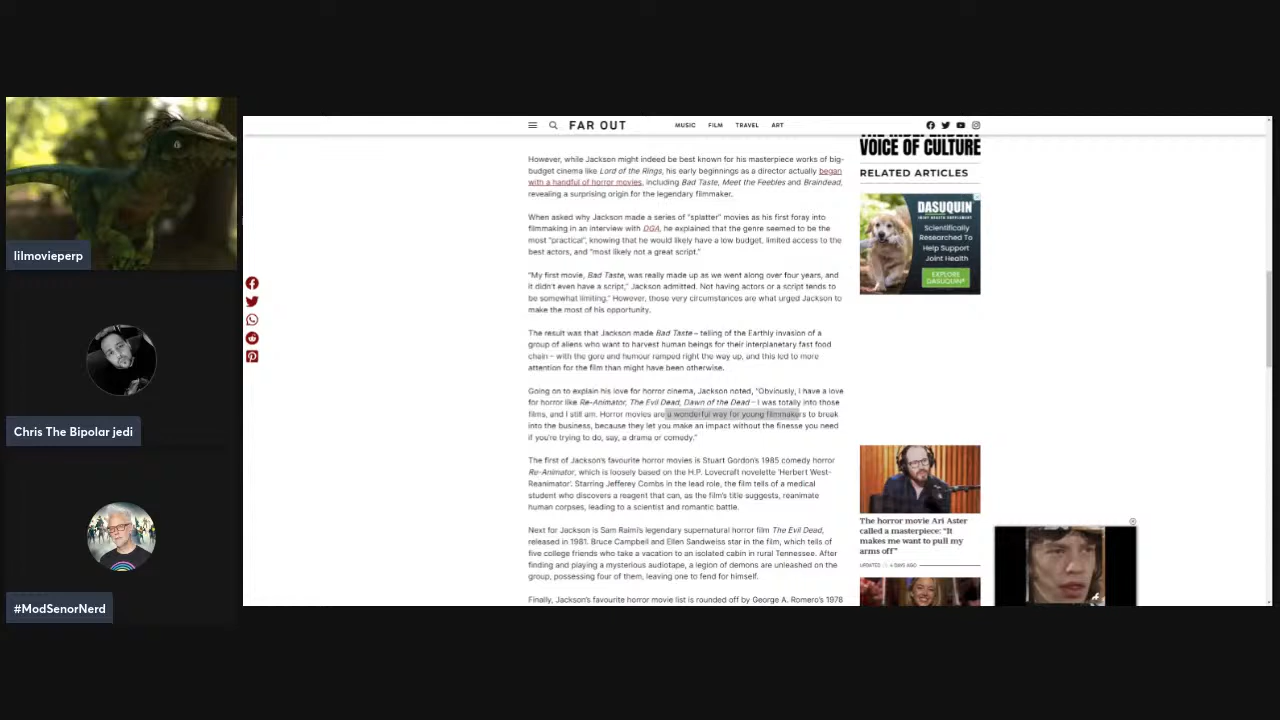 lilmovieperp
Chris The Bipolar jedi
#ModSenorNerd
FAR OUT
MUSIC FILM TRAVEL ART
However, while Jackson might indeed be best known for his masterpiece works of big-
budget cinema like Lord of the Rings, his early beginnings as a director actually began
with a handful of horror movies, including Bad Taste, Meet the Feebles and Braindead,
revealing a surprising origin for the legendary filmmaker.
When asked why Jackson made a series of “splatter” movies as his first foray into
filmmaking in an interview with DGA, he explained that the genre seemed to be the
most “practical”, knowing that he would likely have a low budget, limited access to the
best actors, and “most likely not a great script.”
“My first movie, Bad Taste, was really made up as we went along over four years, and
it didn’t even have a script,” Jackson admitted. Not having actors or a script tends to
be somewhat limiting.” However, those very circumstances are what urged Jackson to
make the most of his opportunity.
The result was that Jackson made Bad Taste – telling of the Earthly invasion of a
group of aliens who want to harvest human beings for their interplanetary fast food
chain – with the gore and humour ramped right the way up, and this led to more
attention for the film than might have been otherwise.
Going on to explain his love for horror cinema, Jackson noted, “Obviously, I have a love
for horror like Re-Animator, The Evil Dead, Dawn of the Dead – I was totally into those
films, and I still am. Horror movies are a wonderful way for young filmmakers to break
into the business, because they let you make an impact without the finesse you need
if you’re trying to do, say, a drama or comedy.”
The first of Jackson’s favourite horror movies is Stuart Gordon’s 1985 comedy horror
Re-Animator, which is loosely based on the H.P. Lovecraft novelette ‘Herbert West-
Reanimator’. Starring Jefferey Combs in the lead role, the film tells of a medical
student who discovers a reagent that can, as the film’s title suggests, reanimate
human corpses, leading to a scientist and romantic battle.
Next for Jackson is Sam Raimi’s legendary supernatural horror film The Evil Dead,
released in 1981. Bruce Campbell and Ellen Sandweiss star in the film, which tells of
five college friends who take a vacation to an isolated cabin in rural Tennessee. After
finding and playing a mysterious audiotape, a legion of demons are unleashed on the
group, possessing four of them, leaving one to fend for himself.
Finally, Jackson’s favourite horror movie list is rounded off by George A. Romero’s 1978
THE INDEPENDENT
VOICE OF CULTURE
RELATED ARTICLES
DASUQUIN
JOINT HEALTH SUPPLEMENT
Scientifically
Researched To
Help Support
Joint Health
EXPLORE
DASUQUIN®
The horror movie Ari Aster
called a masterpiece: “It
makes me want to pull my
arms off”
UPDATED 4 DAYS AGO